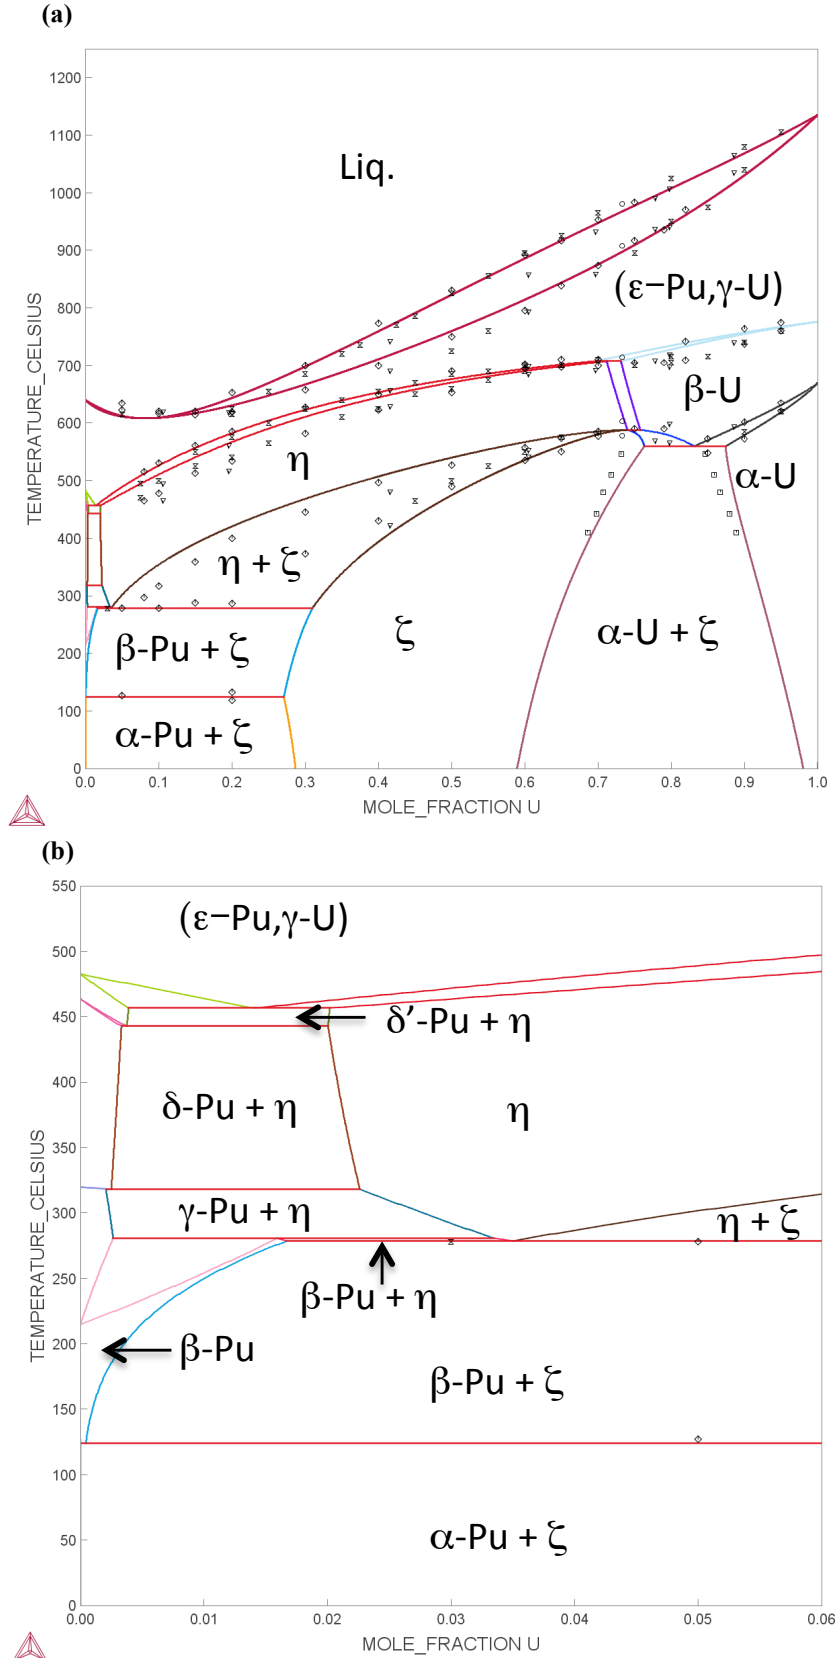 (a)
1200
1100
1000
900
800
700
600
500
400
300
200
100
0
TEMPERATURE_CELSIUS
Liq.
(ε−Pu,γ-U)
β-U
η
α-U
η + ζ
β-Pu + ζ
ζ
α-U + ζ
α-Pu + ζ
0.0 0.1 0.2 0.3 0.4 0.5 0.6 0.7 0.8 0.9 1.0
MOLE_FRACTION U
(b)
550
500
450
400
350
300
250
200
150
100
50
0
TEMPERATURE_CELSIUS
(ε−Pu,γ-U)
δ’-Pu + η
δ-Pu + η
η
γ-Pu + η
η + ζ
β-Pu + η
β-Pu
β-Pu + ζ
α-Pu + ζ
0.00 0.01 0.02 0.03 0.04 0.05 0.06
MOLE_FRACTION U